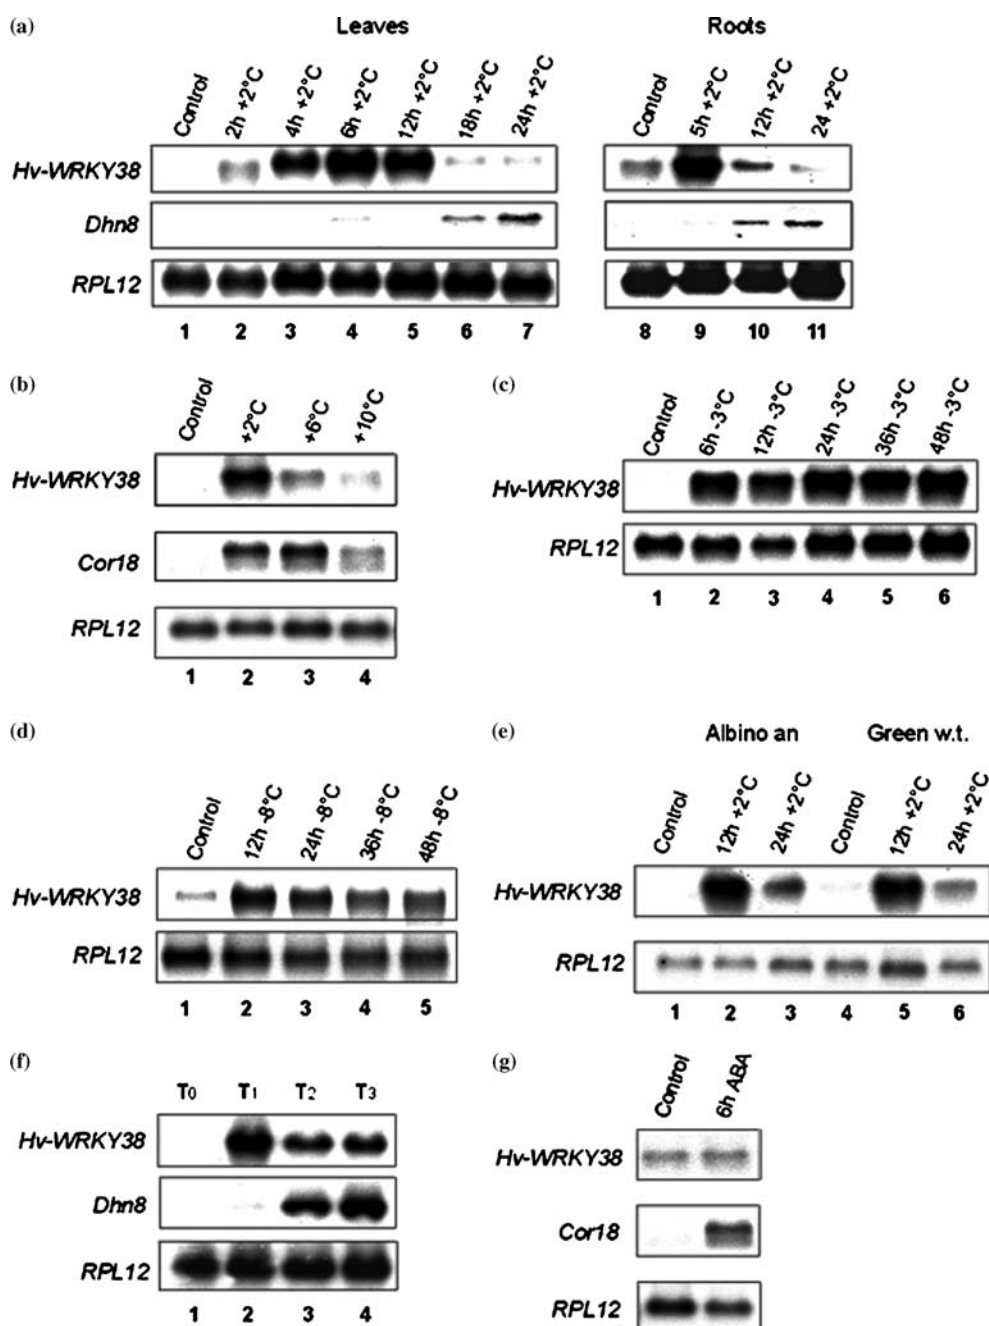 (a)
Leaves
Roots
Control 2h +2°C 4h +2°C 6h +2°C 12h +2°C 18h +2°C 24h +2°C
Control 5h +2°C 12h +2°C 24 +2°C
Hv-WRKY38
Dhn8
RPL12
1 2 3 4 5 6 7 8 9 10 11
(b)
Control +2°C +6°C +10°C
Hv-WRKY38
Cor18
RPL12
1 2 3 4
(c)
Control 6h -3°C 12h -3°C 24h -3°C 36h -3°C 48h -3°C
Hv-WRKY38
RPL12
1 2 3 4 5 6
(d)
Control 12h -8°C 24h -8°C 36h -8°C 48h -8°C
Hv-WRKY38
RPL12
1 2 3 4 5
(e)
Albino an Green w.t.
Control 12h +2°C 24h +2°C Control 12h +2°C 24h +2°C
Hv-WRKY38
RPL12
1 2 3 4 5 6
(f)
T0 T1 T2 T3
Hv-WRKY38
Dhn8
RPL12
1 2 3 4
(g)
Control 6h ABA
Hv-WRKY38
Cor18
RPL12